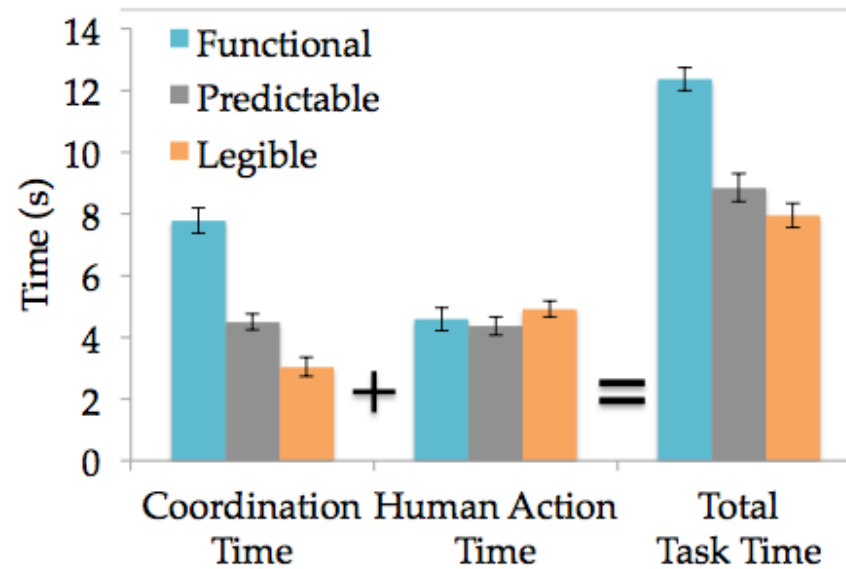 14
12
10
8
6
4
2
0
Time (s)
Functional
Predictable
Legible
+
=
Coordination
Time
Human Action
Time
Total
Task Time